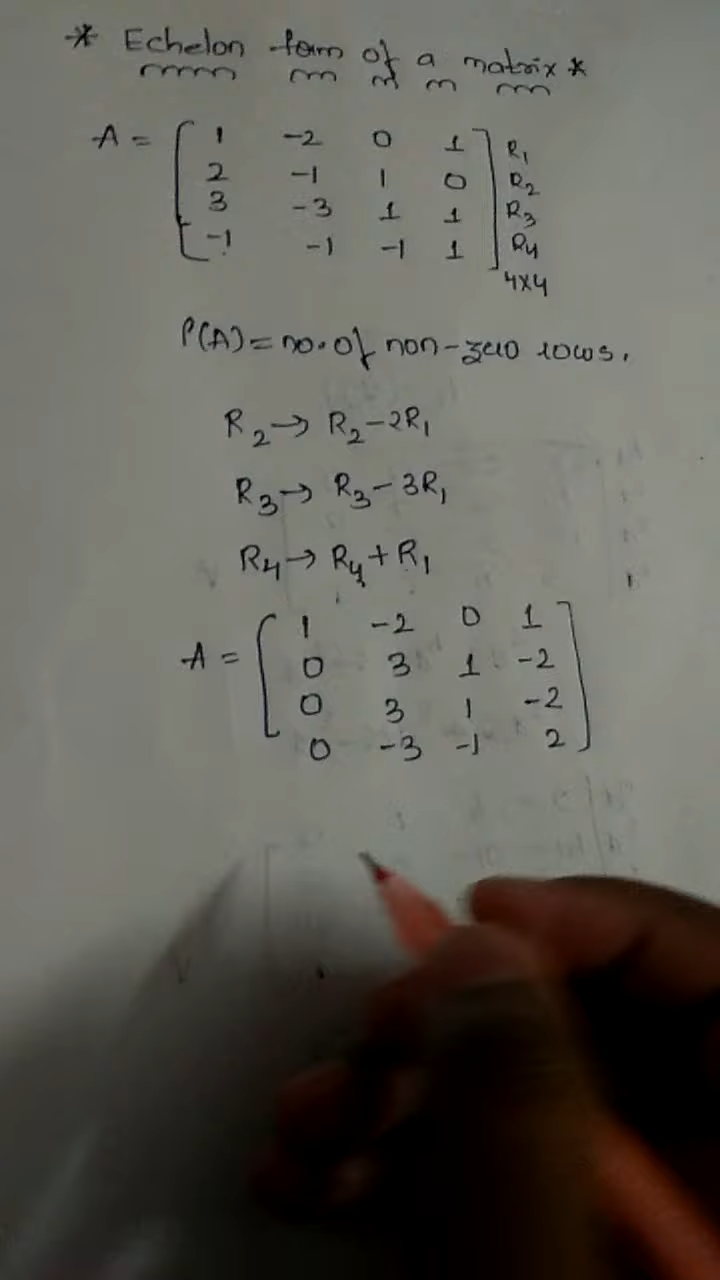 * Echelon form of a matrix *
A = [ 1 -2 0 1 ] R1
2 -1 1 0 R2
3 -3 1 1 R3
-1 -1 -1 1 R4
4x4
P(A) = no. of non-zero rows.
R2 → R2 - 2R1
R3 → R3 - 3R1
R4 → R4 + R1
A = [ 1 -2 0 1 ]
0 3 1 -2
0 3 1 -2
0 -3 -1 2